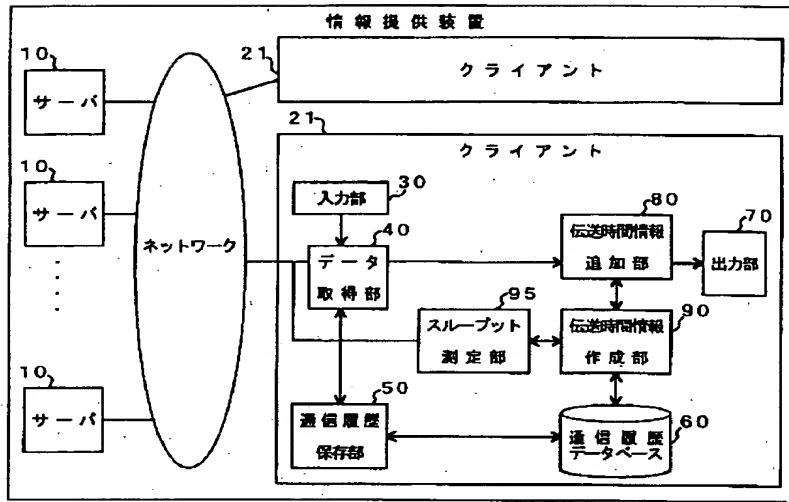 情報提供装置
10
サーバ
10
サーバ
10
サーバ
ネットワーク
21
クライアント
21
クライアント
30
入力部
40
データ
取得部
80
伝送時間情報
追加部
70
出力部
95
スループット
測定部
90
伝送時間情報
作成部
50
通信履歴
保存部
60
通信履歴
データベース